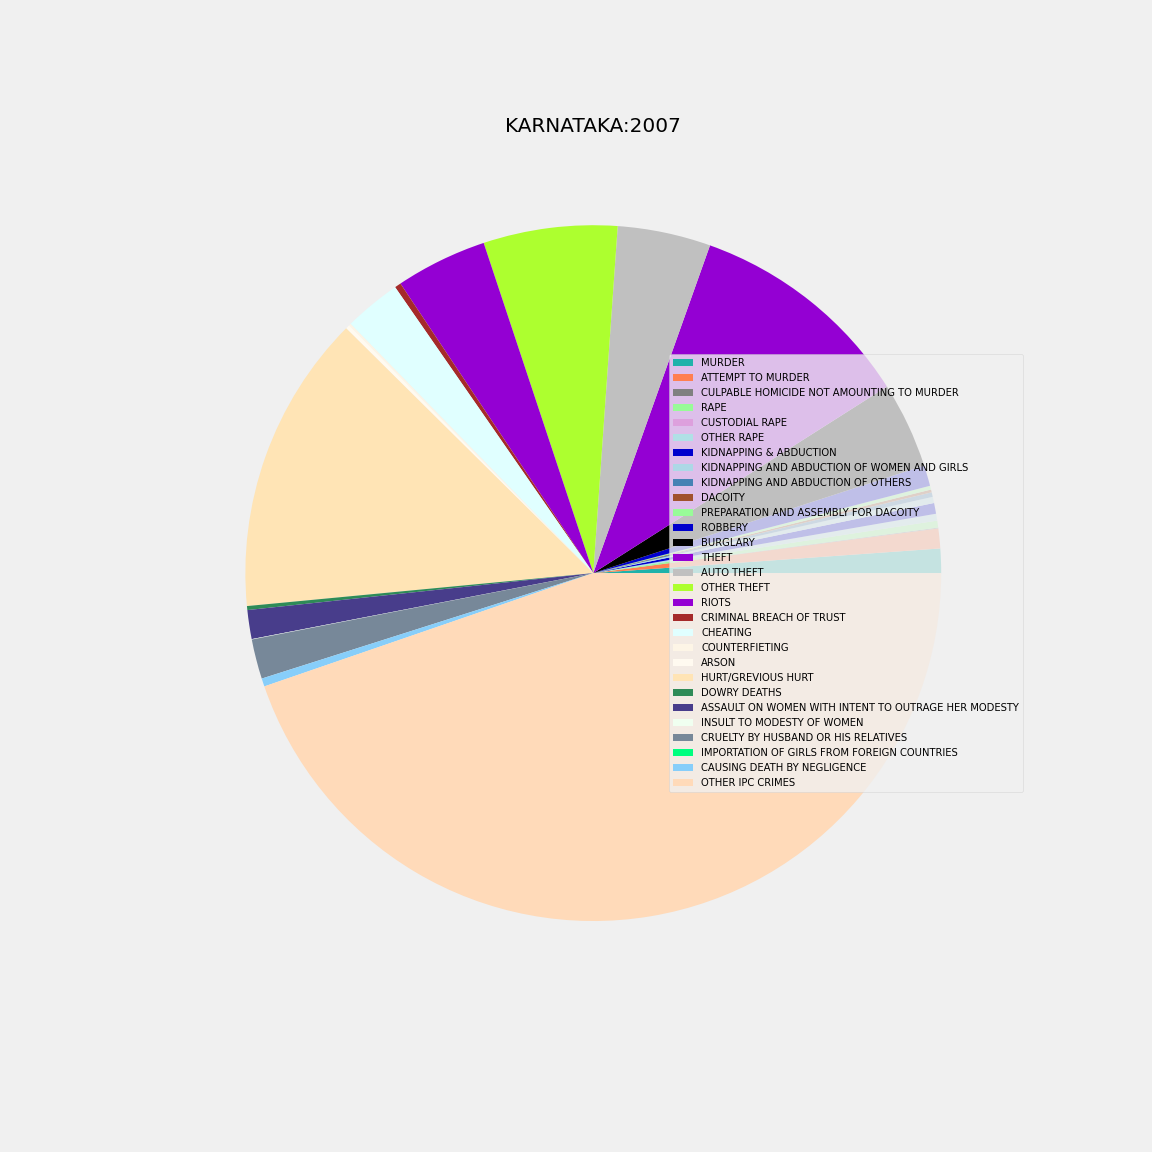 KARNATAKA:2007
MURDER
ATTEMPT TO MURDER
CULPABLE HOMICIDE NOT AMOUNTING TO MURDER
RAPE
CUSTODIAL RAPE
OTHER RAPE
KIDNAPPING & ABDUCTION
KIDNAPPING AND ABDUCTION OF WOMEN AND GIRLS
KIDNAPPING AND ABDUCTION OF OTHERS
DACOITY
PREPARATION AND ASSEMBLY FOR DACOITY
ROBBERY
BURGLARY
THEFT
AUTO THEFT
OTHER THEFT
RIOTS
CRIMINAL BREACH OF TRUST
CHEATING
COUNTERFIETING
ARSON
HURT/GREVIOUS HURT
DOWRY DEATHS
ASSAULT ON WOMEN WITH INTENT TO OUTRAGE HER MODESTY
INSULT TO MODESTY OF WOMEN
CRUELTY BY HUSBAND OR HIS RELATIVES
IMPORTATION OF GIRLS FROM FOREIGN COUNTRIES
CAUSING DEATH BY NEGLIGENCE
OTHER IPC CRIMES